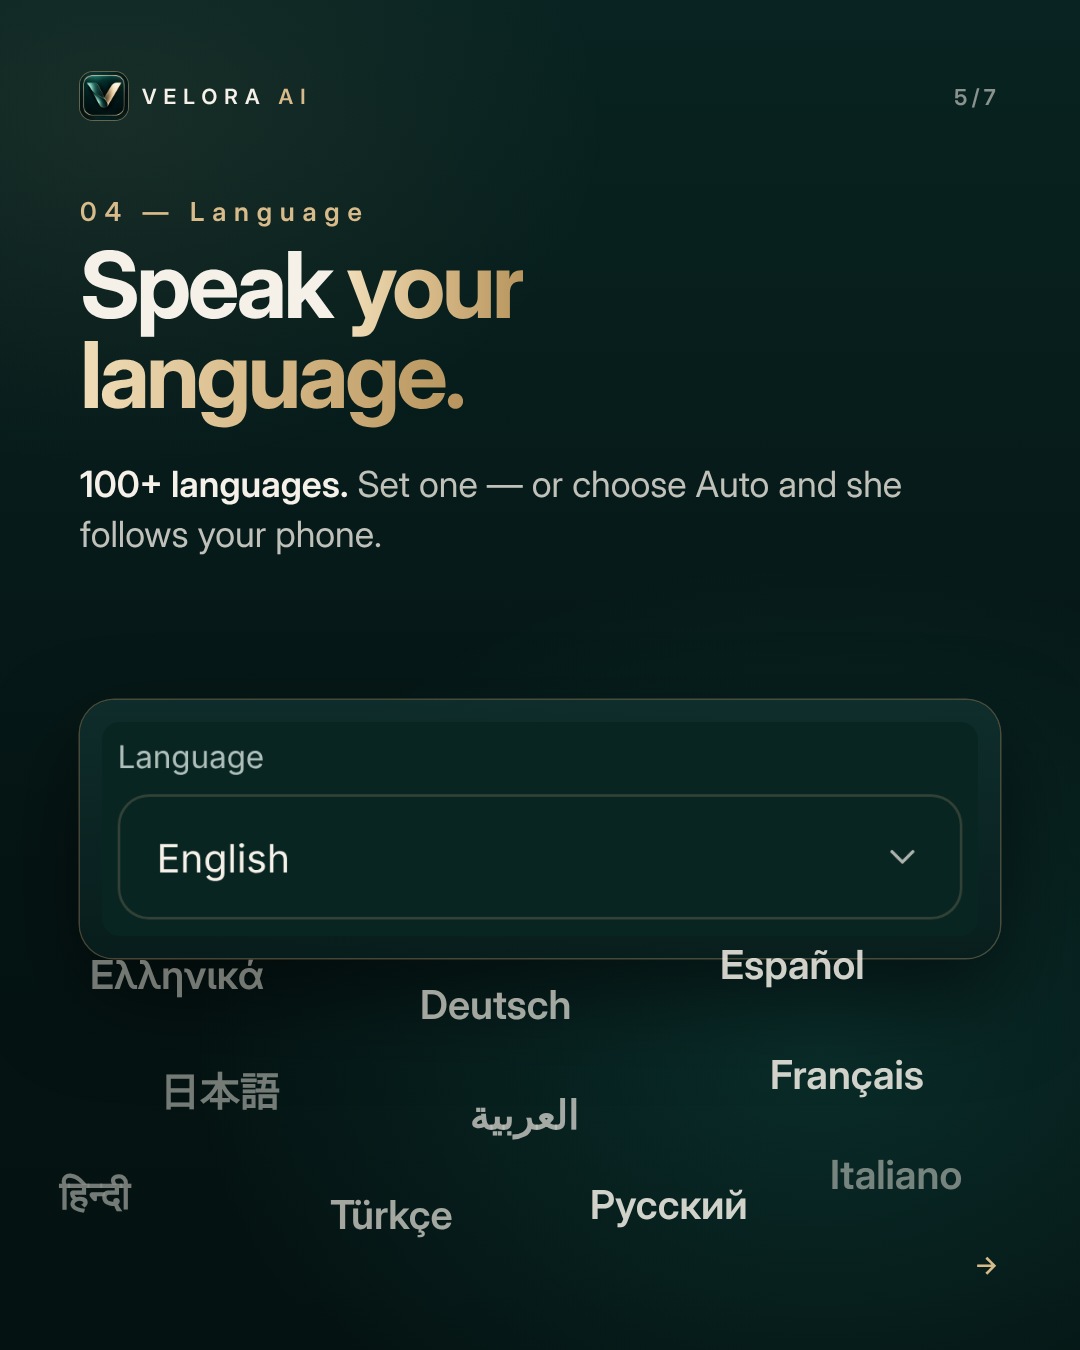 VELORA AI
5/7
04 — Language
Speak your
language.
100+ languages. Set one — or choose Auto and she
follows your phone.
Language
English
Ελληνικά
Español
Deutsch
日本語
Français
العربية
हिन्दी
Italiano
Türkçe
Русский
→